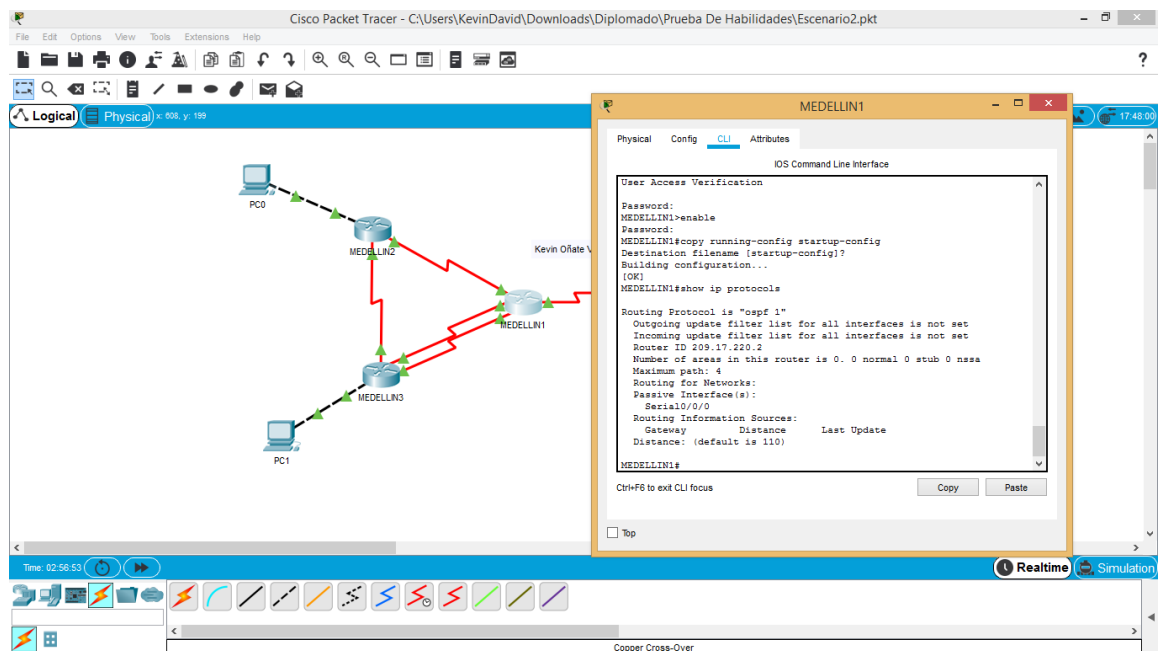 Cisco Packet Tracer - C:\Users\KevinDavid\Downloads\Diplomado\Prueba De Habilidades\Escenario2.pkt
File Edit Options View Tools Extensions Help
?
Logical Physical x: 608, y: 199
17:48:00
PC0
MEDELLIN2
Kevin Oñate V
MEDELLIN1
MEDELLIN3
PC1
MEDELLIN1
Physical Config CLI Attributes
IOS Command Line Interface
User Access Verification
Password:
MEDELLIN1>enable
Password:
MEDELLIN1#copy running-config startup-config
Destination filename [startup-config]?
Building configuration...
[OK]
MEDELLIN1#show ip protocols
Routing Protocol is "ospf 1"
Outgoing update filter list for all interfaces is not set
Incoming update filter list for all interfaces is not set
Router ID 209.17.220.2
Number of areas in this router is 0. 0 normal 0 stub 0 nssa
Maximum path: 4
Routing for Networks:
Passive Interface(s):
Serial0/0/0
Routing Information Sources:
Gateway Distance Last Update
Distance: (default is 110)
MEDELLIN1#
Ctrl+F6 to exit CLI focus
Copy Paste
Top
Time: 02:56:53
Realtime Simulation
Copper Cross-Over